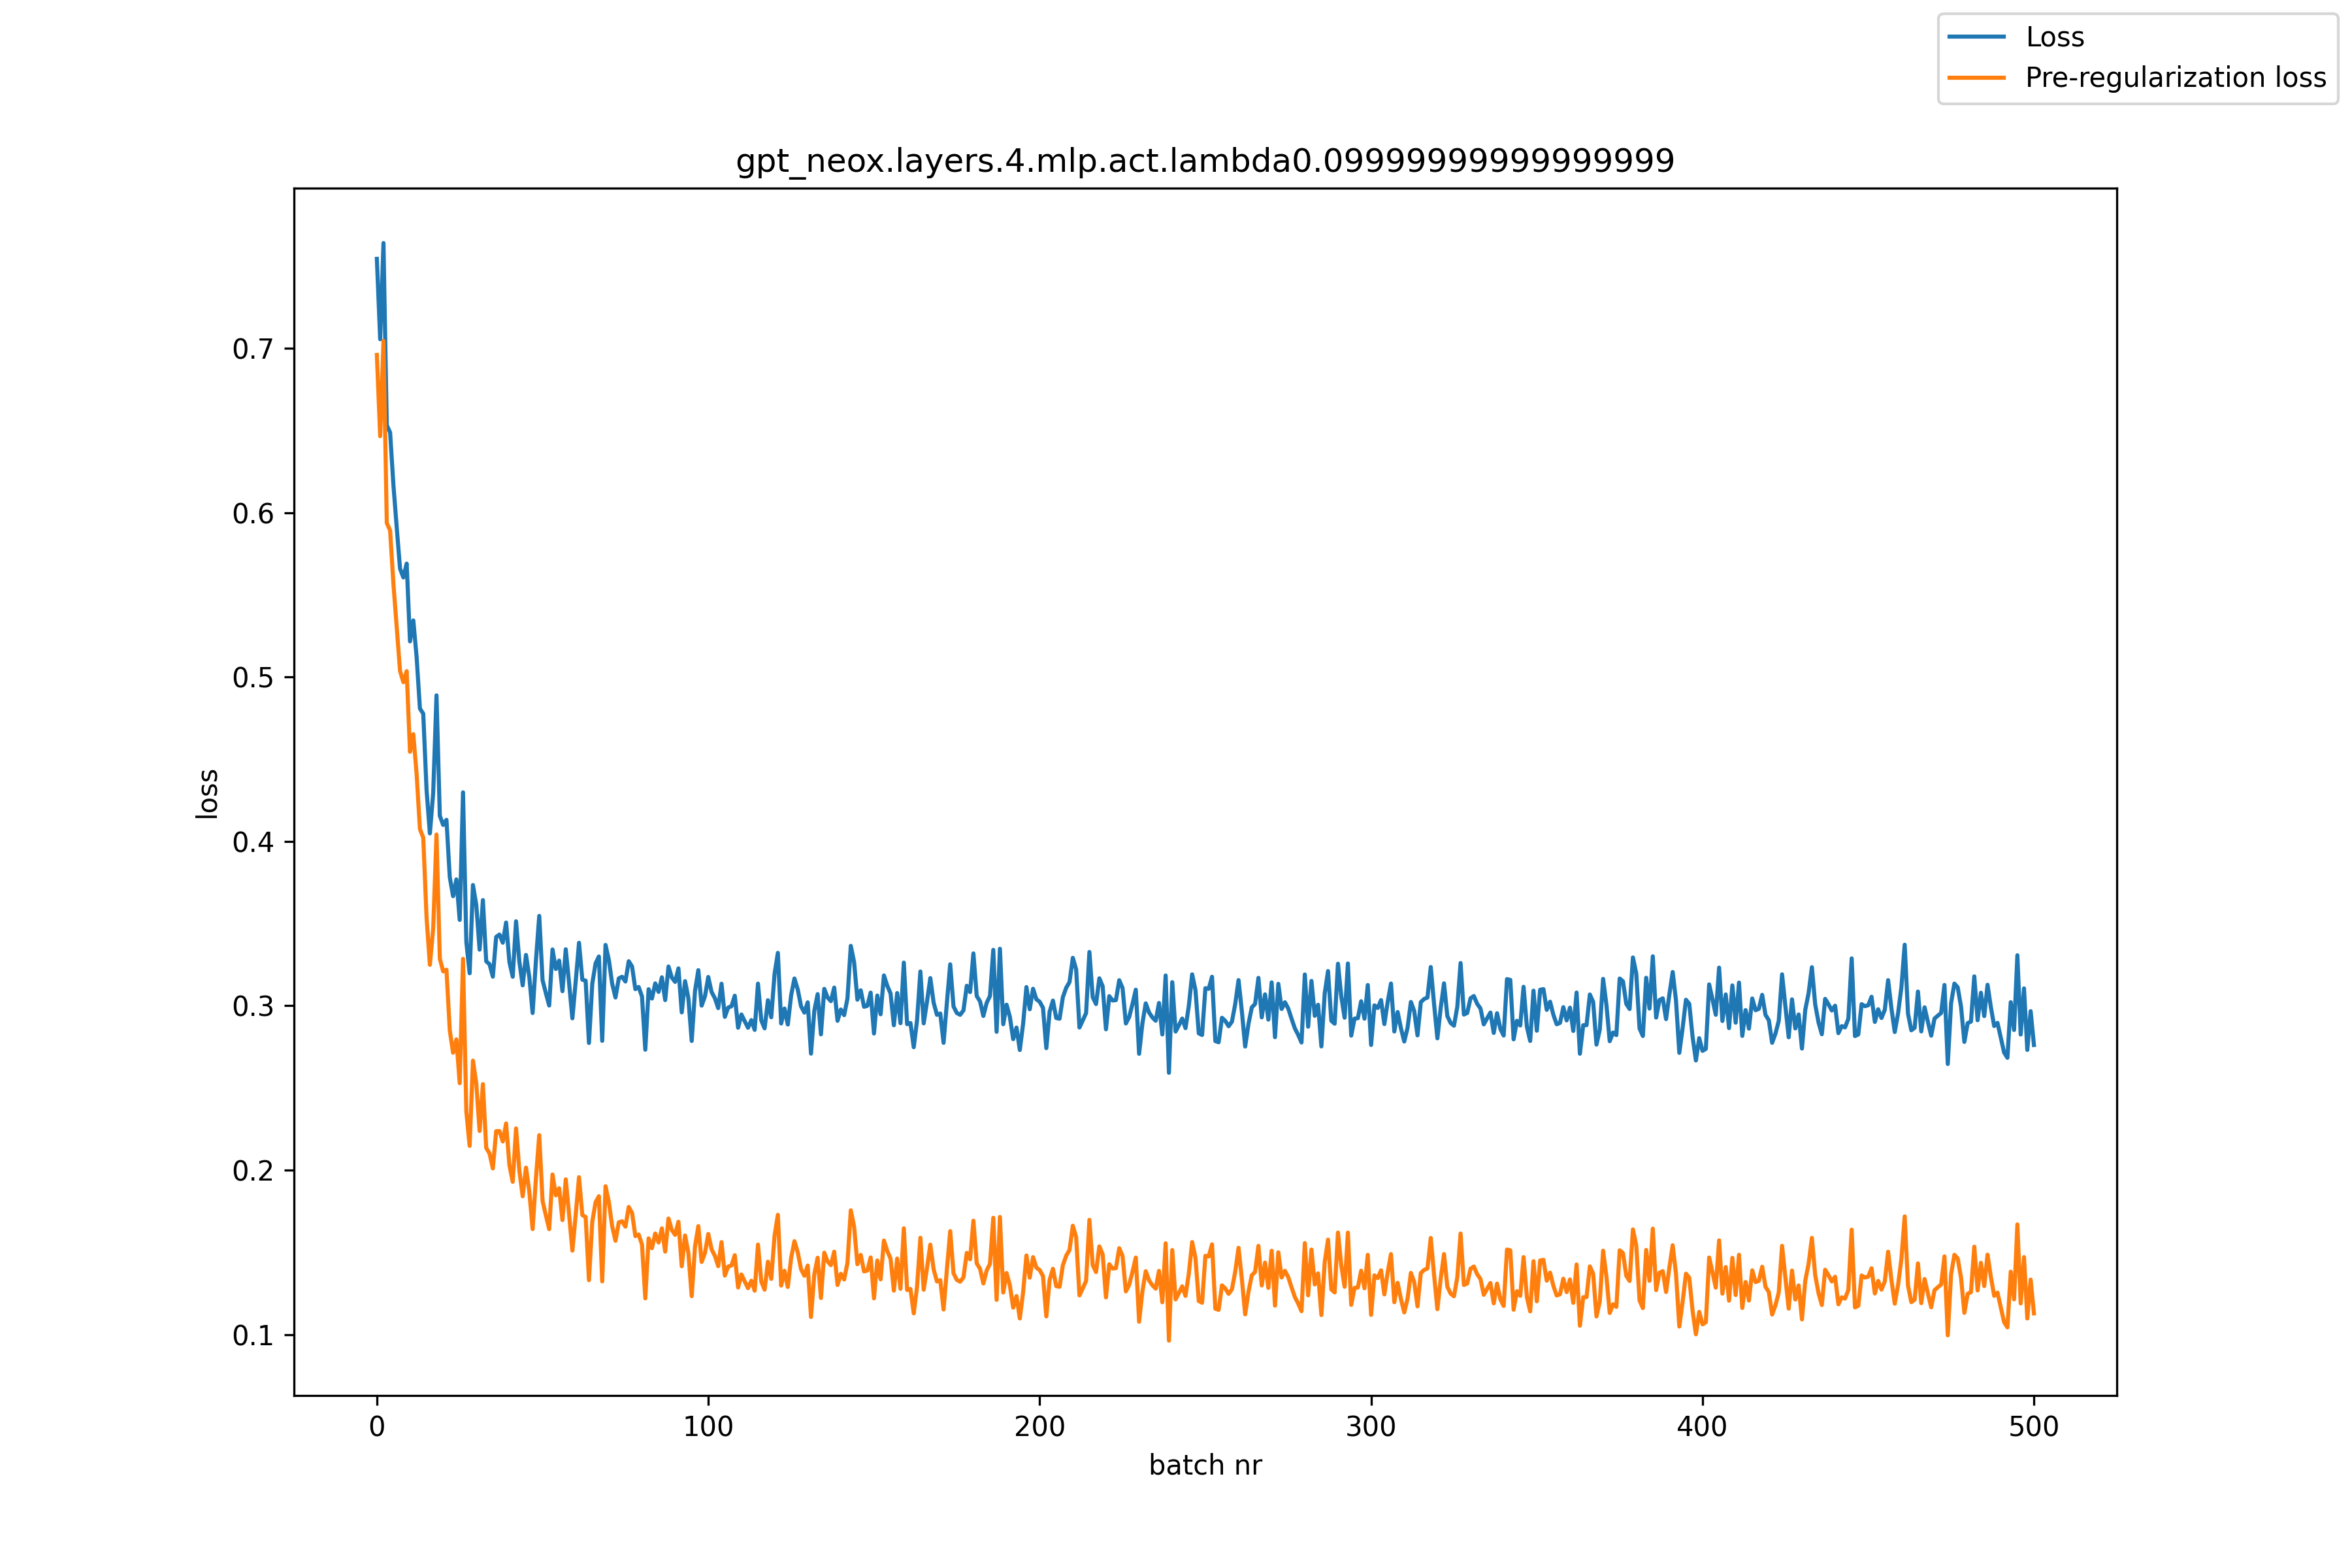 Loss
Pre-regularization loss
gpt_neox.layers.4.mlp.act.lambda0.09999999999999999
0.7
0.6
0.5
0.4
0.3
0.2
0.1
loss
0 100 200 300 400 500
batch nr